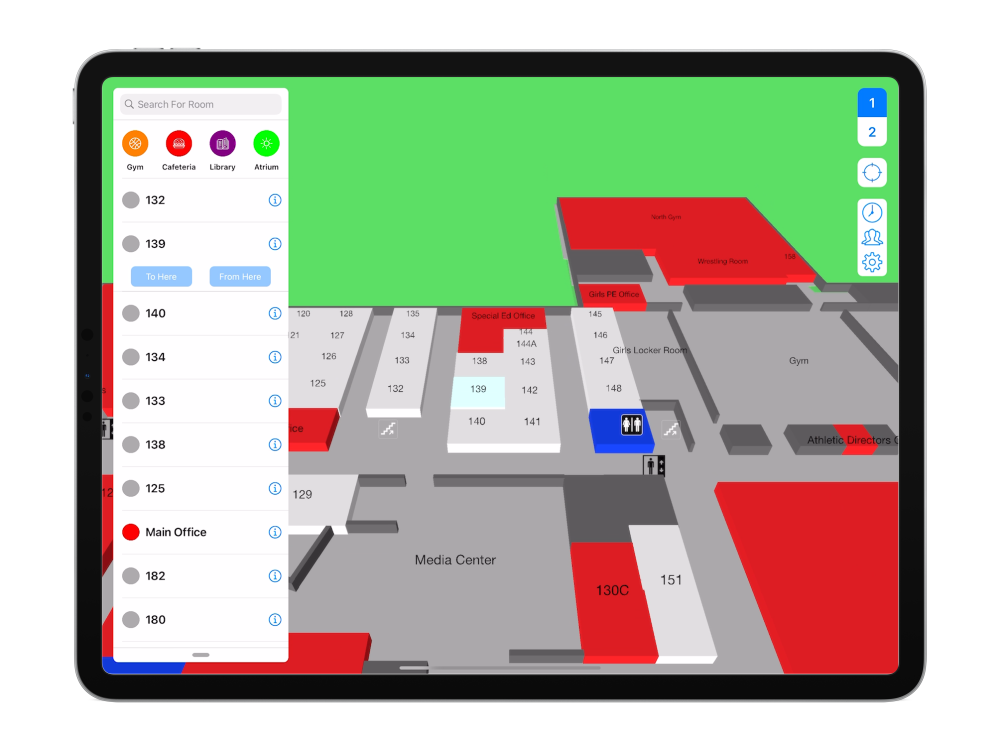 Search For Room
Gym Cafeteria Library Atrium
132
139
To Here From Here
140
134
133
138
125
Main Office
182
180
1
2
North Gym
Wrestling Room
158
Girls PE Office
120 128 135 Special Ed Office 145
21 127 134 144 146
144A
126 133 138 143 Girls Locker Room
147 Gym
125 132 139 142 148
ice 140 141
Athletic Directors O
12 129
Media Center
130C 151